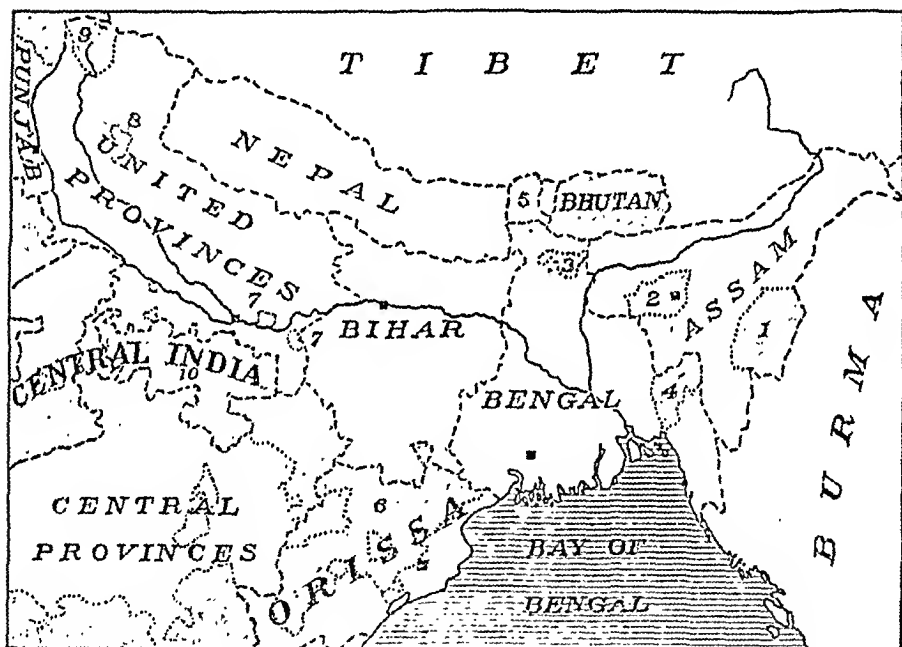 9
TIBET
PUNJAB
8
NEPAL
UNITED
PROVINCES
5
BHUTAN
3
2
ASSAM
1
7
7
BIHAR
CENTRAL INDIA
10
BENGAL
4
BURMA
CENTRAL
PROVINCES
6
ORISSA
BAY OF
BENGAL